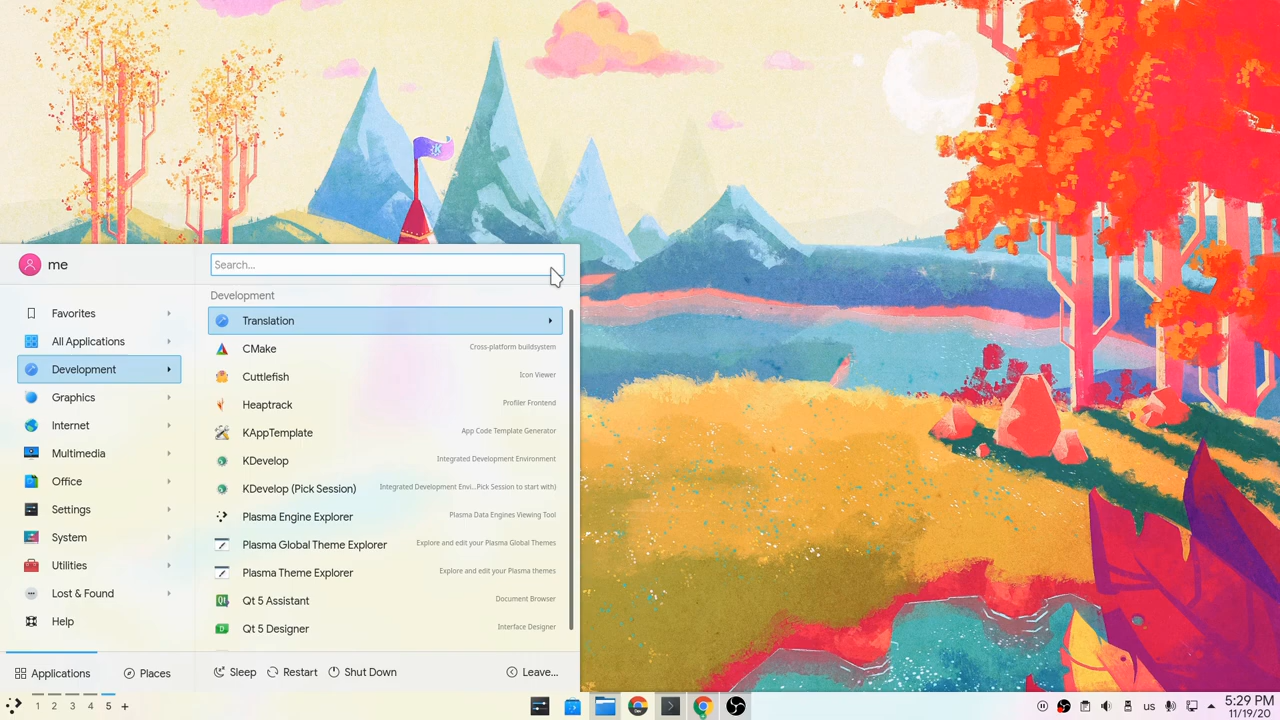 me
Search...
Favorites
All Applications
Development
Graphics
Internet
Multimedia
Office
Settings
System
Utilities
Lost & Found
Help
Development
Translation
CMake Cross-platform buildsystem
Cuttlefish Icon Viewer
Heaptrack Profiler Frontend
KAppTemplate App Code Template Generator
KDevelop Integrated Development Environment
KDevelop (Pick Session) Integrated Development Envi...Pick Session to start with)
Plasma Engine Explorer Plasma Data Engines Viewing Tool
Plasma Global Theme Explorer Explore and edit your Plasma Global Themes
Plasma Theme Explorer Explore and edit your Plasma themes
Qt 5 Assistant Document Browser
Qt 5 Designer Interface Designer
Applications Places Sleep Restart Shut Down Leave...
1 2 3 4 5 + us 5:29 PM
11/19/20